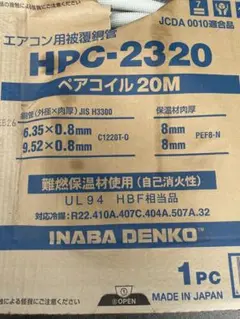 JCDA 0010適合品
エアコン用被覆銅管
HPC-2320
ペアコイル 20M
銅管(外径×肉厚) JIS H3300
保温材肉厚
6.35×0.8mm
C1220T-O
8mm
PEF8-N
9.52×0.8mm
8mm
難燃保温材使用(自己消火性)
UL94 HBF相当品
対応冷媒:R22.410A.407C.404A.507A.32
INABA DENKO
1PC
⑥OPEN
MADE IN JAPAN